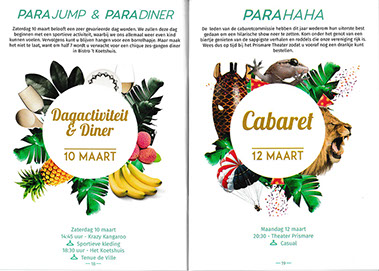 PARAJUMP & PARADINER
Zaterdag 10 maart belooft een zeer gevarieerde dag worden. We zullen deze dag
beginnen met een sportieve activiteit, waarbij we ons allemaal weer even kind
kunnen voelen. Vervolgens kunt u blijven hangen voor een borrelhapje. Maar maak
het niet te laat, want om half 7 wordt u verwacht voor een chique zes-gangen diner
in Bistro 't Koetshuis.
Dagactiviteit
& Diner
10 MAART
Zaterdag 10 maart
14:45 uur - Krazy Kangaroo
Sportieve kleding
18:30 uur - Het Koetshuis
Tenue de Ville
- 18 -
PARAHAHA
De leden van de cabaretcommissie hebben dit jaar wederom hun uiterste best
gedaan om een hilarische show neer te zetten. Kom onder het genot van een
biertje genieten van de sappigste verhalen en roddels die onze vereniging rijk is.
Wees dus op tijd bij het Prismare Theater zodat u vooraf nog een drankje kunt
bestellen.
Cabaret
12 MAART
Maandag 12 maart
20:30 - Theater Prismare
Casual
- 19 -